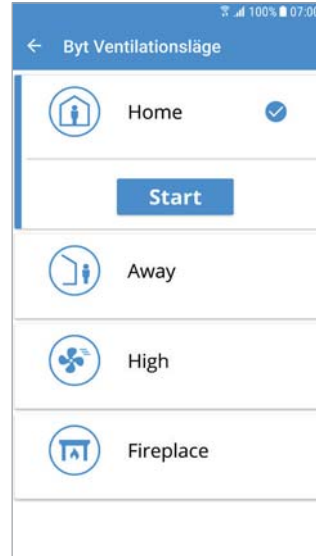 100% 07:00
Byt Ventilationsläge
Home
Start
Away
High
Fireplace